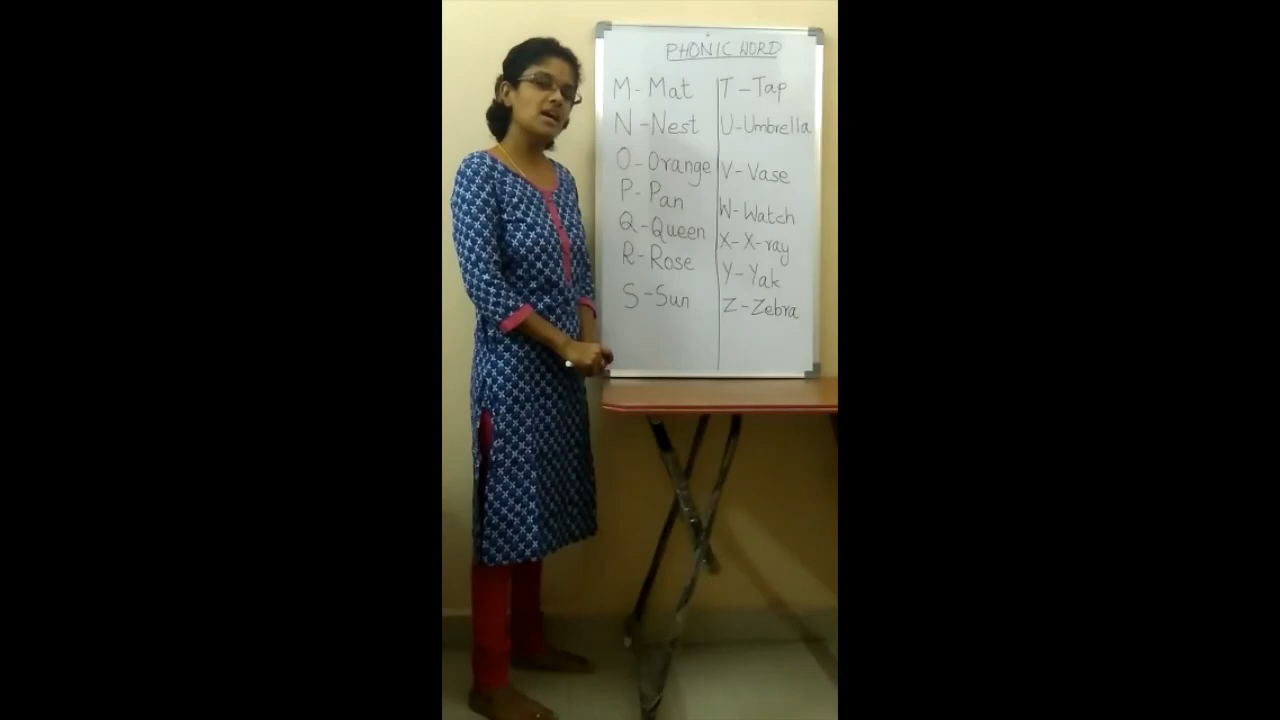 PHONIC WORD
M - Mat
N - Nest
O - Orange
P - Pan
Q - Queen
R - Rose
S - Sun
T - Tap
U - Umbrella
V - Vase
W - Watch
X - X-ray
Y - Yak
Z - Zebra